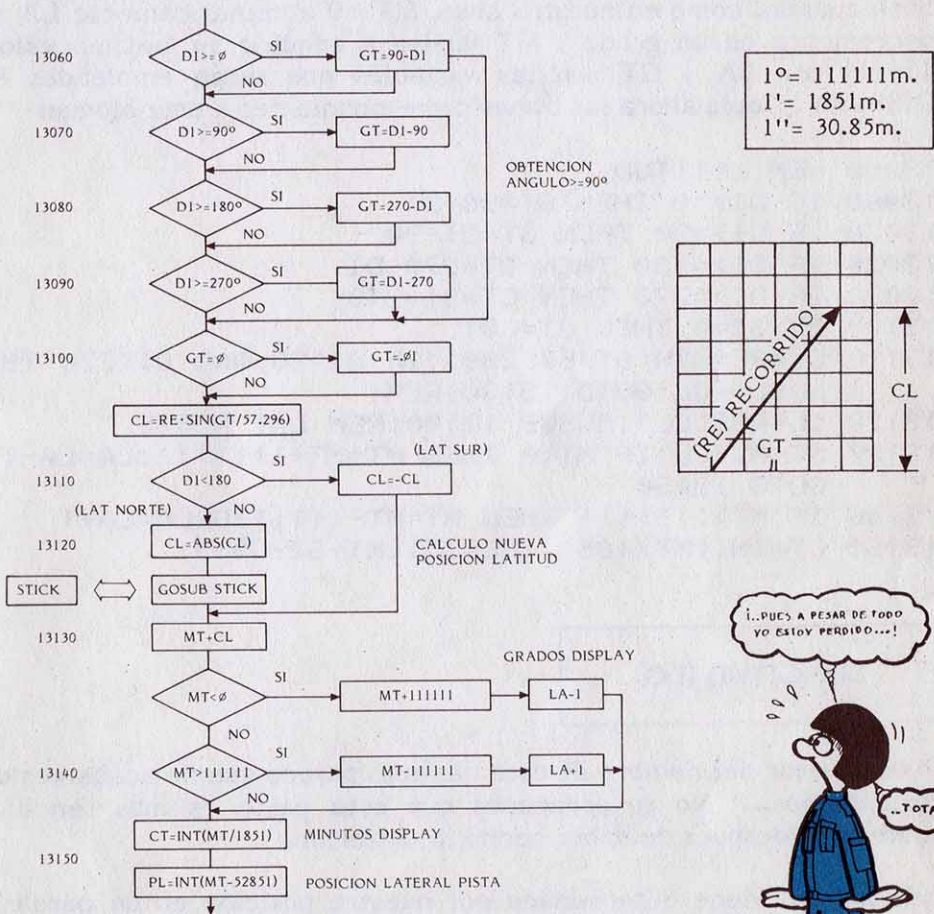 13060
D1>=ø
SI
GT=90-D1
NO
13070
D1>=90º
SI
GT=D1-90
NO
13080
D1>=180º
SI
GT=270-D1
NO
13090
D1>=270º
SI
GT=D1-270
NO
OBTENCION
ANGULO>=90º
13100
GT=ø
SI
GT=.ø1
NO
CL=RE*SIN(GT/57.296)
(LAT SUR)
13110
D1<180
SI
CL=-CL
(LAT NORTE)
NO
13120
CL=ABS(CL)
CALCULO NUEVA
POSICION LATITUD
STICK
GOSUB STICK
13130
MT+CL
GRADOS DISPLAY
MT<ø
SI
MT+111111
LA-1
NO
13140
MT>111111
SI
MT-111111
NO
CT=INT(MT/1851)
MINUTOS DISPLAY
13150
PL=INT(MT-52851)
POSICION LATERAL PISTA
1º= 111111m.
1'= 1851m.
1''= 30.85m.
(RE) RECORRIDO
GT
CL
¡..PUES A PESAR DE TODO
YO ESTOY PERDIDO...!